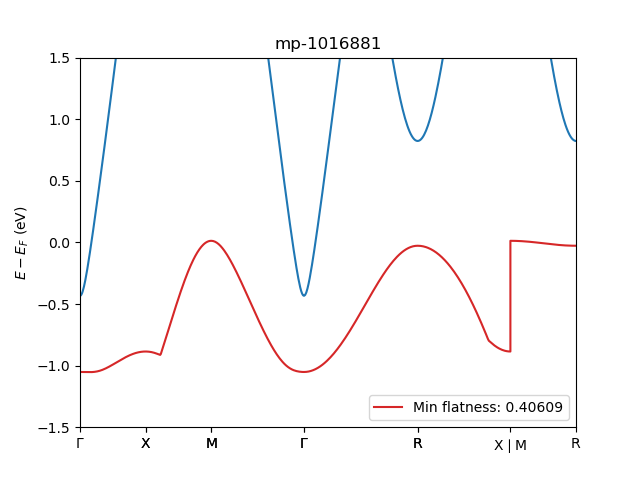 mp-1016881
E − E_F (eV)
1.5
1.0
0.5
0.0
−0.5
−1.0
−1.5
Min flatness: 0.40609
Γ X M Γ R X | M R